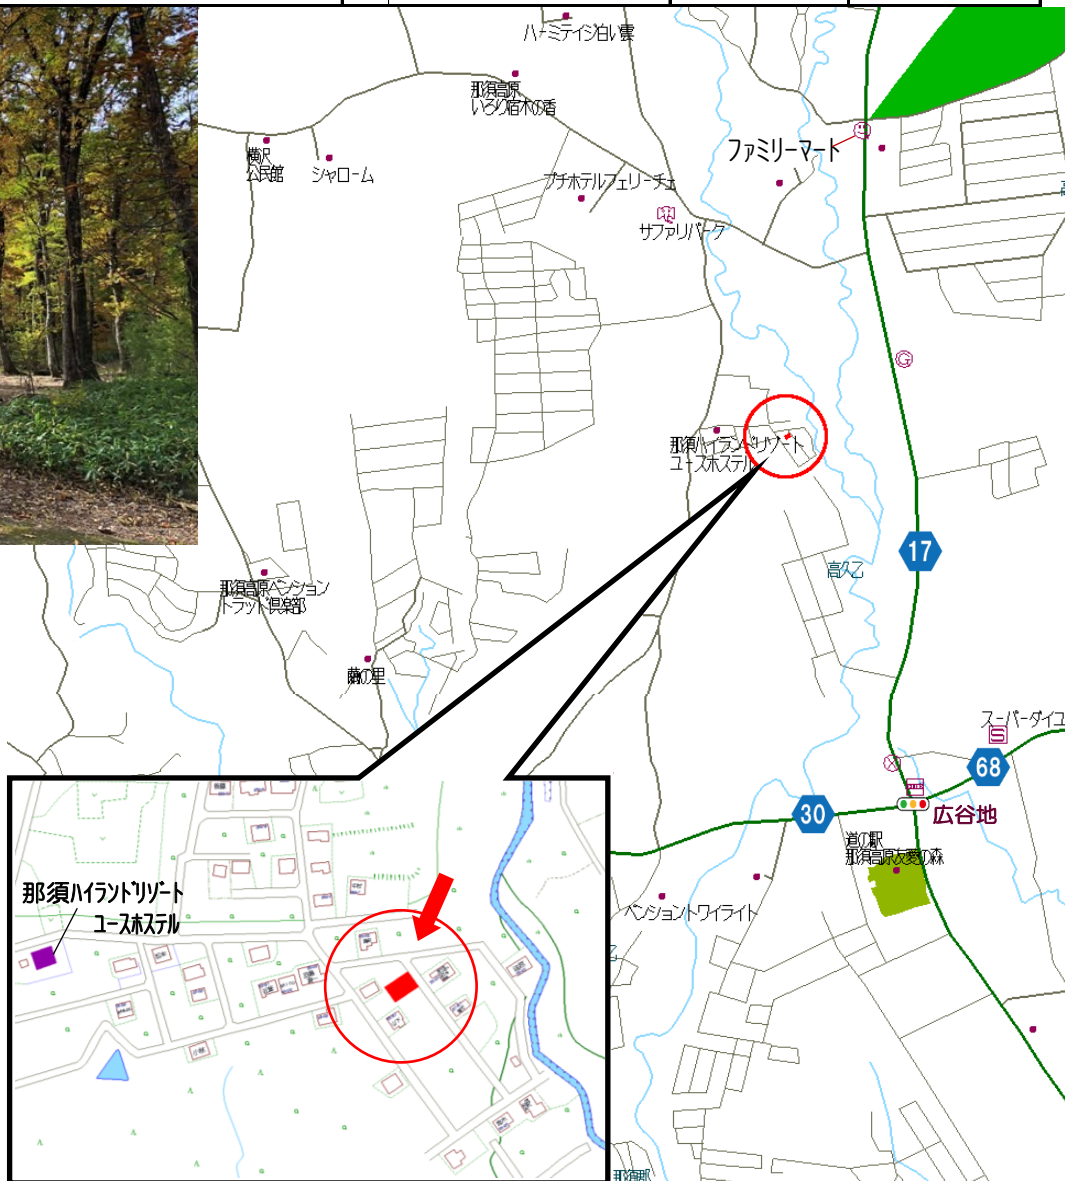 ハーミテイジ白い雲
那須高原
いろり宿木の香
ファミリーマート
横沢
公民館
シャローム
プチホテルフェリーチェ
サファリパーク
G
那須ハイランドリゾート
ユースホステル
17
高久乙
那須高原ペンション
トラット倶楽部
繭の里
スーパーダイユ
S
68
30
広谷地
道の駅
那須高原友愛の森
ペンショントワイライト
那須ハイランドリゾート
ユースホステル
小林
那須郡